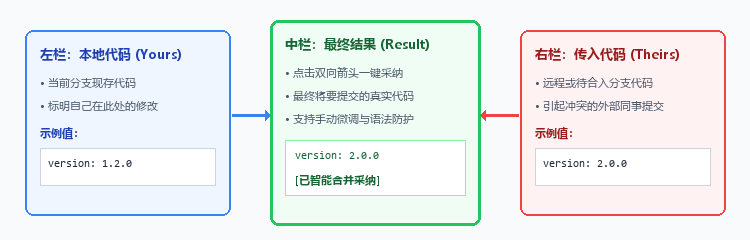 左栏：本地代码 (Yours)
• 当前分支现存代码
• 标明自己在此处的修改
示例值：
version: 1.2.0
中栏：最终结果 (Result)
• 点击双向箭头一键采纳
• 最终将要提交的真实代码
• 支持手动微调与语法防护
version: 2.0.0
[已智能合并采纳]
右栏：传入代码 (Theirs)
• 远程或待合入分支代码
• 引起冲突的外部同事提交
示例值：
version: 2.0.0